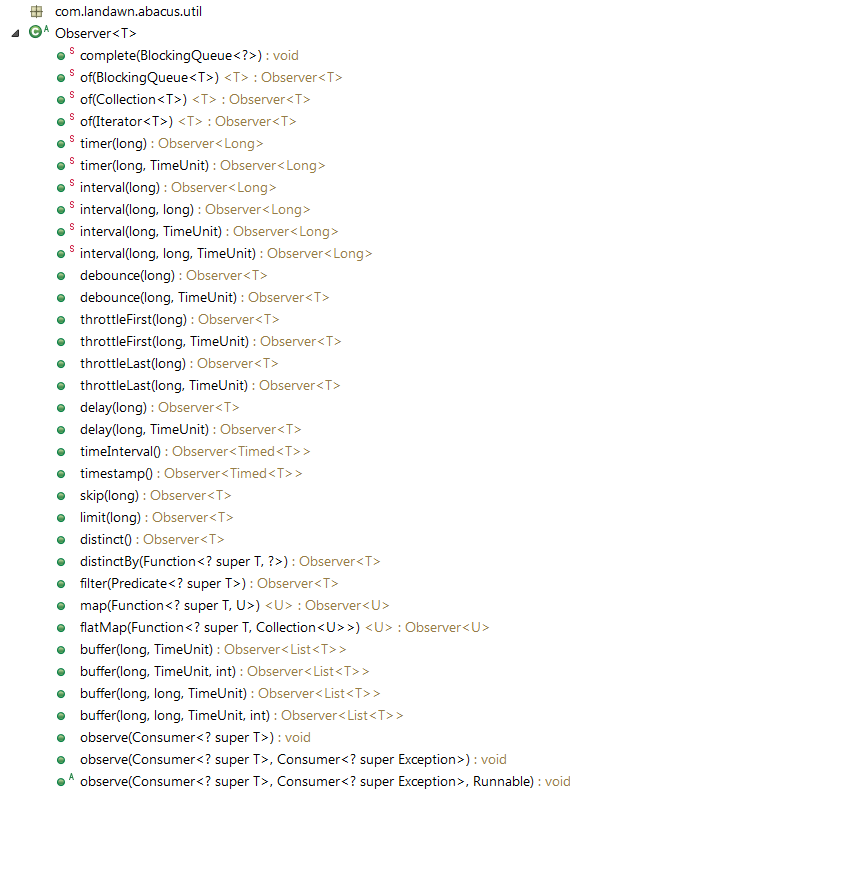 com.landawn.abacus.util
C A Observer<T>
S complete(BlockingQueue<?>) : void
S of(BlockingQueue<T>) <T> : Observer<T>
S of(Collection<T>) <T> : Observer<T>
S of(Iterator<T>) <T> : Observer<T>
S timer(long) : Observer<Long>
S timer(long, TimeUnit) : Observer<Long>
S interval(long) : Observer<Long>
S interval(long, long) : Observer<Long>
S interval(long, TimeUnit) : Observer<Long>
S interval(long, long, TimeUnit) : Observer<Long>
debounce(long) : Observer<T>
debounce(long, TimeUnit) : Observer<T>
throttleFirst(long) : Observer<T>
throttleFirst(long, TimeUnit) : Observer<T>
throttleLast(long) : Observer<T>
throttleLast(long, TimeUnit) : Observer<T>
delay(long) : Observer<T>
delay(long, TimeUnit) : Observer<T>
timeInterval() : Observer<Timed<T>>
timestamp() : Observer<Timed<T>>
skip(long) : Observer<T>
limit(long) : Observer<T>
distinct() : Observer<T>
distinctBy(Function<? super T, ?>) : Observer<T>
filter(Predicate<? super T>) : Observer<T>
map(Function<? super T, U>) <U> : Observer<U>
flatMap(Function<? super T, Collection<U>>) <U> : Observer<U>
buffer(long, TimeUnit) : Observer<List<T>>
buffer(long, TimeUnit, int) : Observer<List<T>>
buffer(long, long, TimeUnit) : Observer<List<T>>
buffer(long, long, TimeUnit, int) : Observer<List<T>>
observe(Consumer<? super T>) : void
observe(Consumer<? super T>, Consumer<? super Exception>) : void
A observe(Consumer<? super T>, Consumer<? super Exception>, Runnable) : void